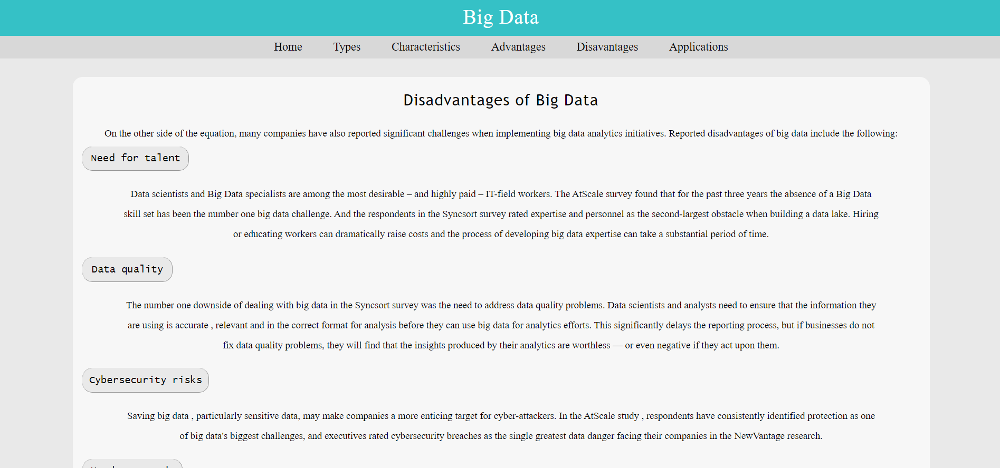 Big Data
Home Types Characteristics Advantages Disavantages Applications
Disadvantages of Big Data
On the other side of the equation, many companies have also reported significant challenges when implementing big data analytics initiatives. Reported disadvantages of big data include the following:
Need for talent
Data scientists and Big Data specialists are among the most desirable – and highly paid – IT-field workers. The AtScale survey found that for the past three years the absence of a Big Data
skill set has been the number one big data challenge. And the respondents in the Syncsort survey rated expertise and personnel as the second-largest obstacle when building a data lake. Hiring
or educating workers can dramatically raise costs and the process of developing big data expertise can take a substantial period of time.
Data quality
The number one downside of dealing with big data in the Syncsort survey was the need to address data quality problems. Data scientists and analysts need to ensure that the information they
are using is accurate , relevant and in the correct format for analysis before they can use big data for analytics efforts. This significantly delays the reporting process, but if businesses do not
fix data quality problems, they will find that the insights produced by their analytics are worthless — or even negative if they act upon them.
Cybersecurity risks
Saving big data , particularly sensitive data, may make companies a more enticing target for cyber-attackers. In the AtScale study , respondents have consistently identified protection as one
of big data's biggest challenges, and executives rated cybersecurity breaches as the single greatest data danger facing their companies in the NewVantage research.